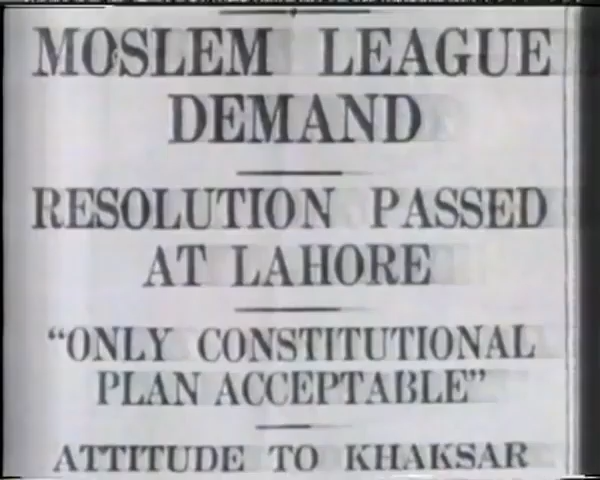 MOSLEM LEAGUE
DEMAND
RESOLUTION PASSED
AT LAHORE
"ONLY CONSTITUTIONAL
PLAN ACCEPTABLE"
ATTITUDE TO KHAKSAR